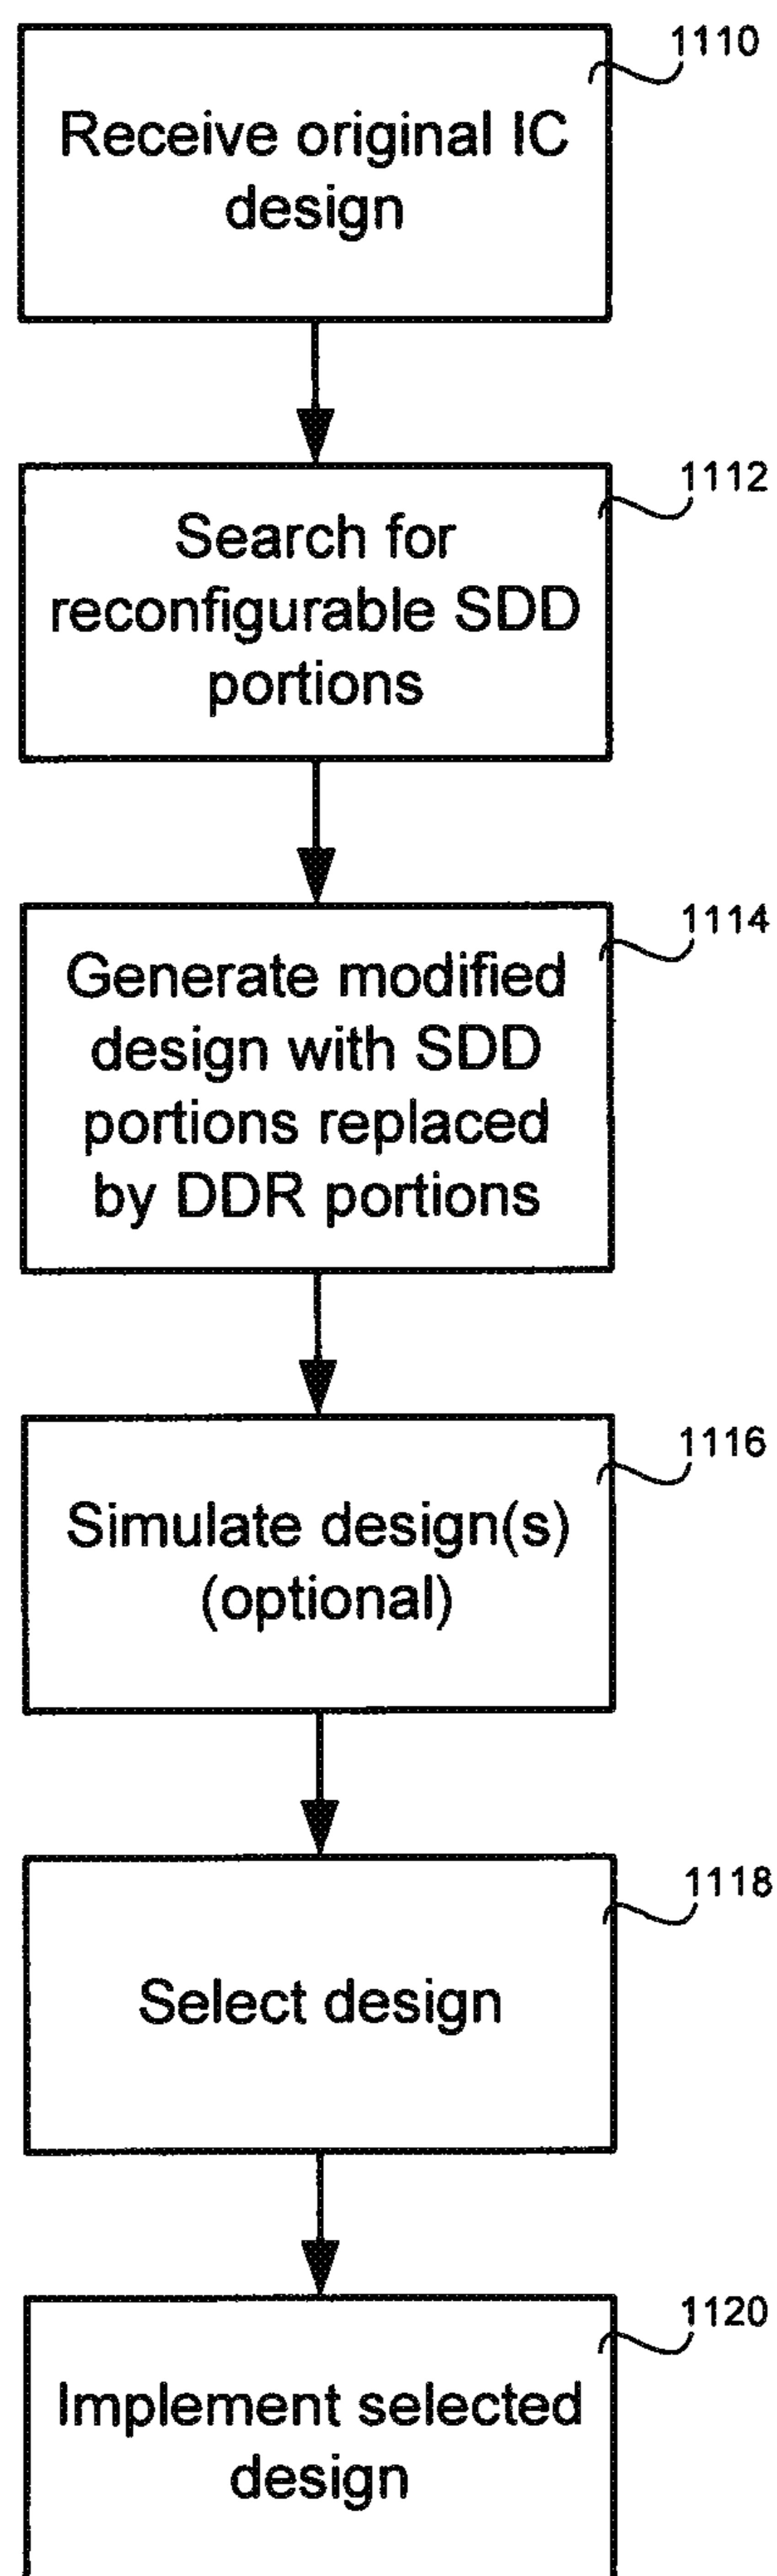 1110
Receive original IC
design
1112
Search for
reconfigurable SDD
portions
1114
Generate modified
design with SDD
portions replaced
by DDR portions
1116
Simulate design(s)
(optional)
1118
Select design
1120
Implement selected
design